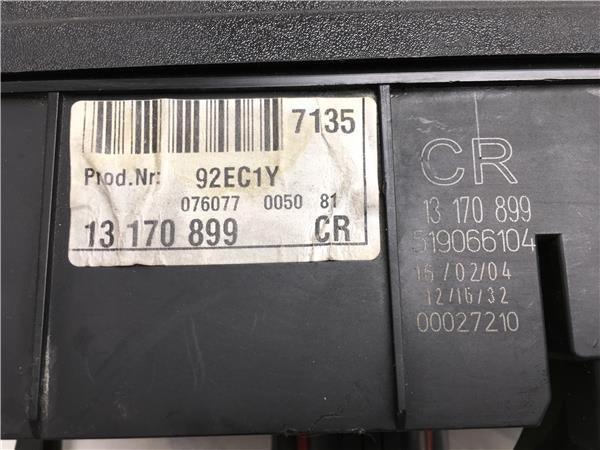 7135
Prod.Nr: 92EC1Y
076077 0050 81
13 170 899 CR
CR
13 170 899
519066104
16/02/04
12/16/32
00027210